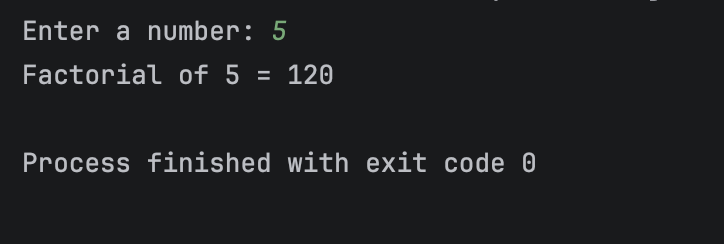 Enter a number: 5
Factorial of 5 = 120
Process finished with exit code 0